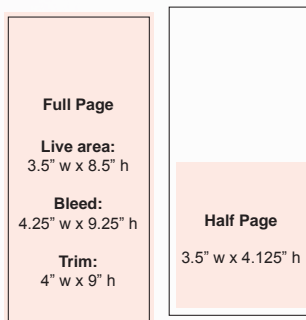 Full Page
Live area:
3.5” w x 8.5” h
Bleed:
4.25” w x 9.25” h
Trim:
4” w x 9” h
Half Page
3.5” w x 4.125” h